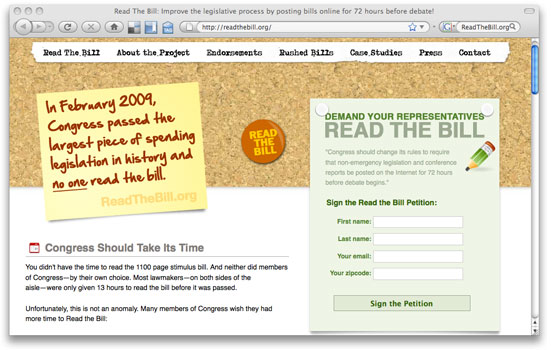 Read The Bill: Improve the legislative process by posting bills online for 72 hours before debate!
http://readthebill.org/
ReadTheBill.org
Read The Bill About the Project Endorsements Rushed Bills Case Studies Press Contact
In February 2009,
Congress passed the
largest piece of spending
legislation in history and
no one read the bill.
ReadTheBill.org
READ
THE
BILL
DEMAND YOUR REPRESENTATIVES
READ THE BILL
"Congress should change its rules to require
that non-emergency legislation and conference
reports be posted on the Internet for 72 hours
before debate begins."
Sign the Read the Bill Petition:
First name:
Last name:
Your email:
Your zipcode:
Sign the Petition
Congress Should Take Its Time
You didn't have the time to read the 1100 page stimulus bill. And neither did members
of Congress—by their own choice. Most lawmakers—on both sides of the
aisle—were only given 13 hours to read the bill before it was passed.
Unfortunately, this is not an anomaly. Many members of Congress wish they had
more time to Read the Bill: